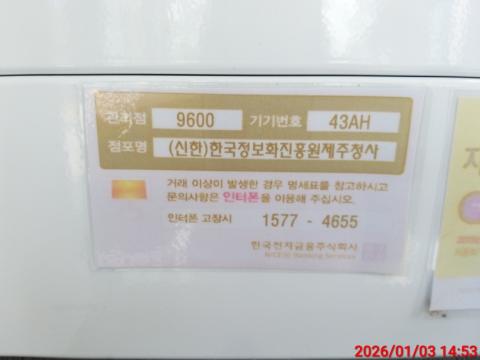 관리점 9600 기기번호 43AH
점포명 (신한)한국정보화진흥원제주청사
거래 이상이 발생한 경우 명세표를 참고하시고
문의사항은 인터폰을 이용해 주십시오.
인터폰 고장시 1577 - 4655
한국전자금융주식회사
2026/01/03 14:53